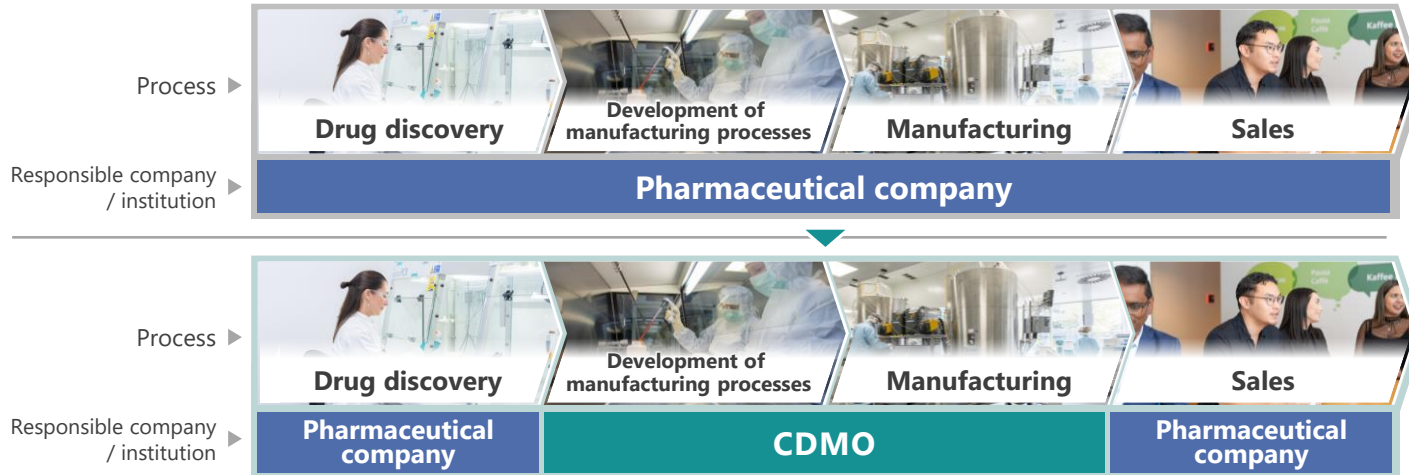 Process
Drug discovery
Development of
manufacturing processes
Manufacturing
Sales
Responsible company
/ institution
Pharmaceutical company
Process
Drug discovery
Development of
manufacturing processes
Manufacturing
Sales
Responsible company
/ institution
Pharmaceutical
company
CDMO
Pharmaceutical
company